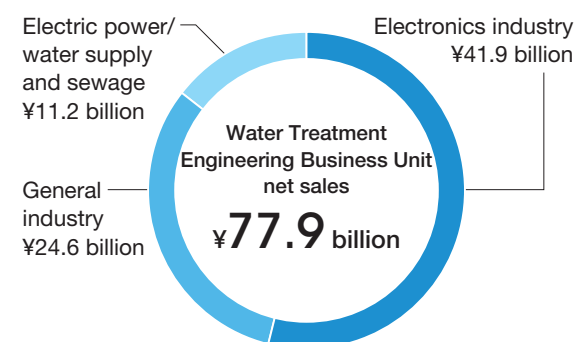 Electric power/
water supply
and sewage
¥11.2 billion
Electronics industry
¥41.9 billion
Water Treatment
Engineering Business Unit
net sales
¥77.9 billion
General
industry
¥24.6 billion